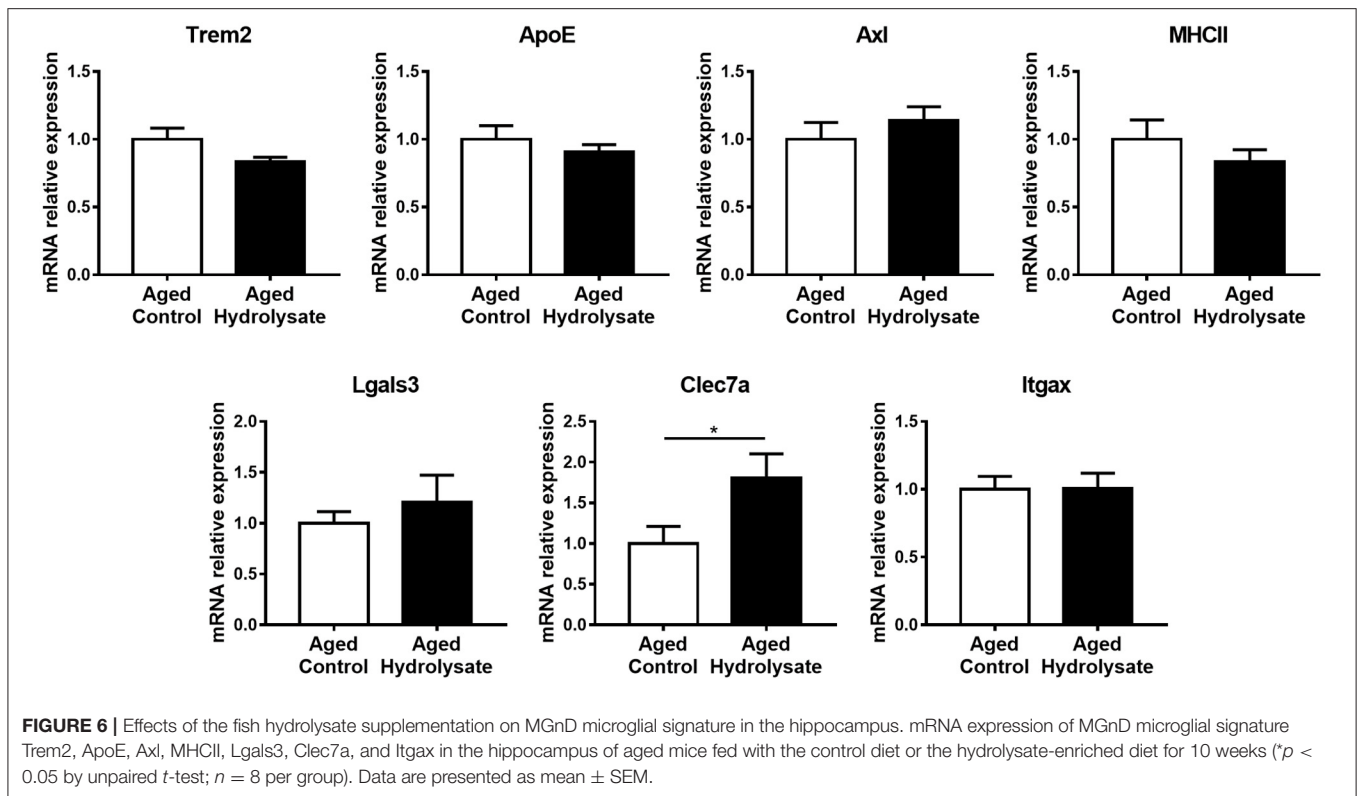 Trem2
ApoE
Axl
MHCII
mRNA relative expression
1.5
1.0
0.5
0.0
Aged Control
Aged Hydrolysate
mRNA relative expression
1.5
1.0
0.5
0.0
Aged Control
Aged Hydrolysate
mRNA relative expression
1.5
1.0
0.5
0.0
Aged Control
Aged Hydrolysate
mRNA relative expression
1.5
1.0
0.5
0.0
Aged Control
Aged Hydrolysate
Lgals3
Clec7a
Itgax
mRNA relative expression
2.0
1.5
1.0
0.5
0.0
Aged Control
Aged Hydrolysate
mRNA relative expression
2.5
2.0
1.5
1.0
0.5
0.0
*
Aged Control
Aged Hydrolysate
mRNA relative expression
1.5
1.0
0.5
0.0
Aged Control
Aged Hydrolysate
FIGURE 6 | Effects of the fish hydrolysate supplementation on MGnD microglial signature in the hippocampus. mRNA expression of MGnD microglial signature
Trem2, ApoE, Axl, MHCII, Lgals3, Clec7a, and Itgax in the hippocampus of aged mice fed with the control diet or the hydrolysate-enriched diet for 10 weeks (*p <
0.05 by unpaired t-test; n = 8 per group). Data are presented as mean ± SEM.